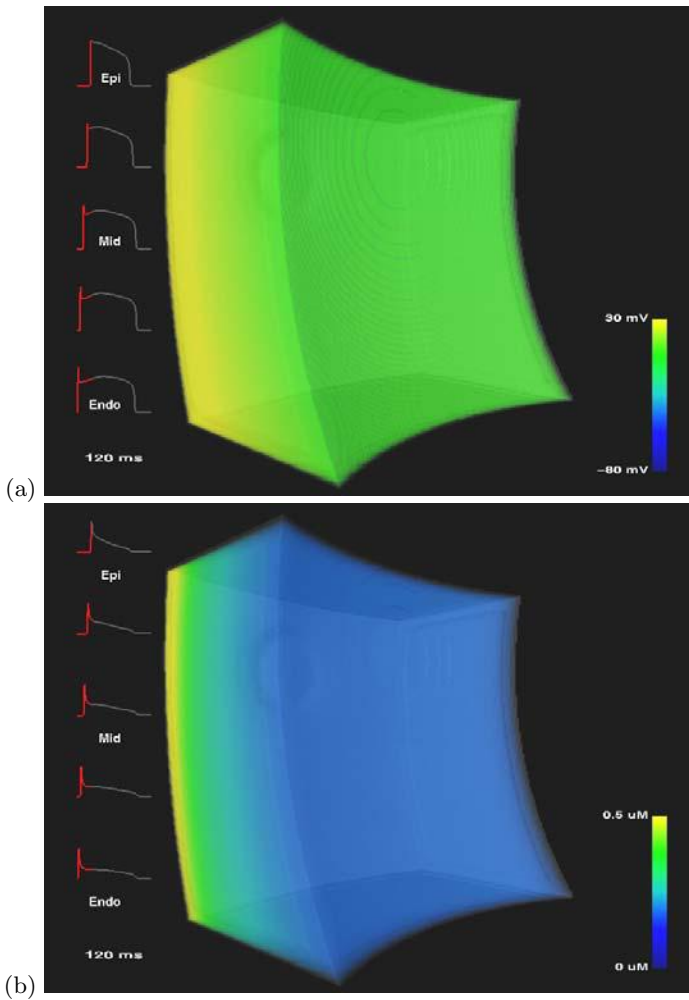 Epi
Mid
30 mV
Endo
120 ms
–80 mV
(a)
Epi
Mid
0.5 uM
Endo
120 ms
0 uM
(b)